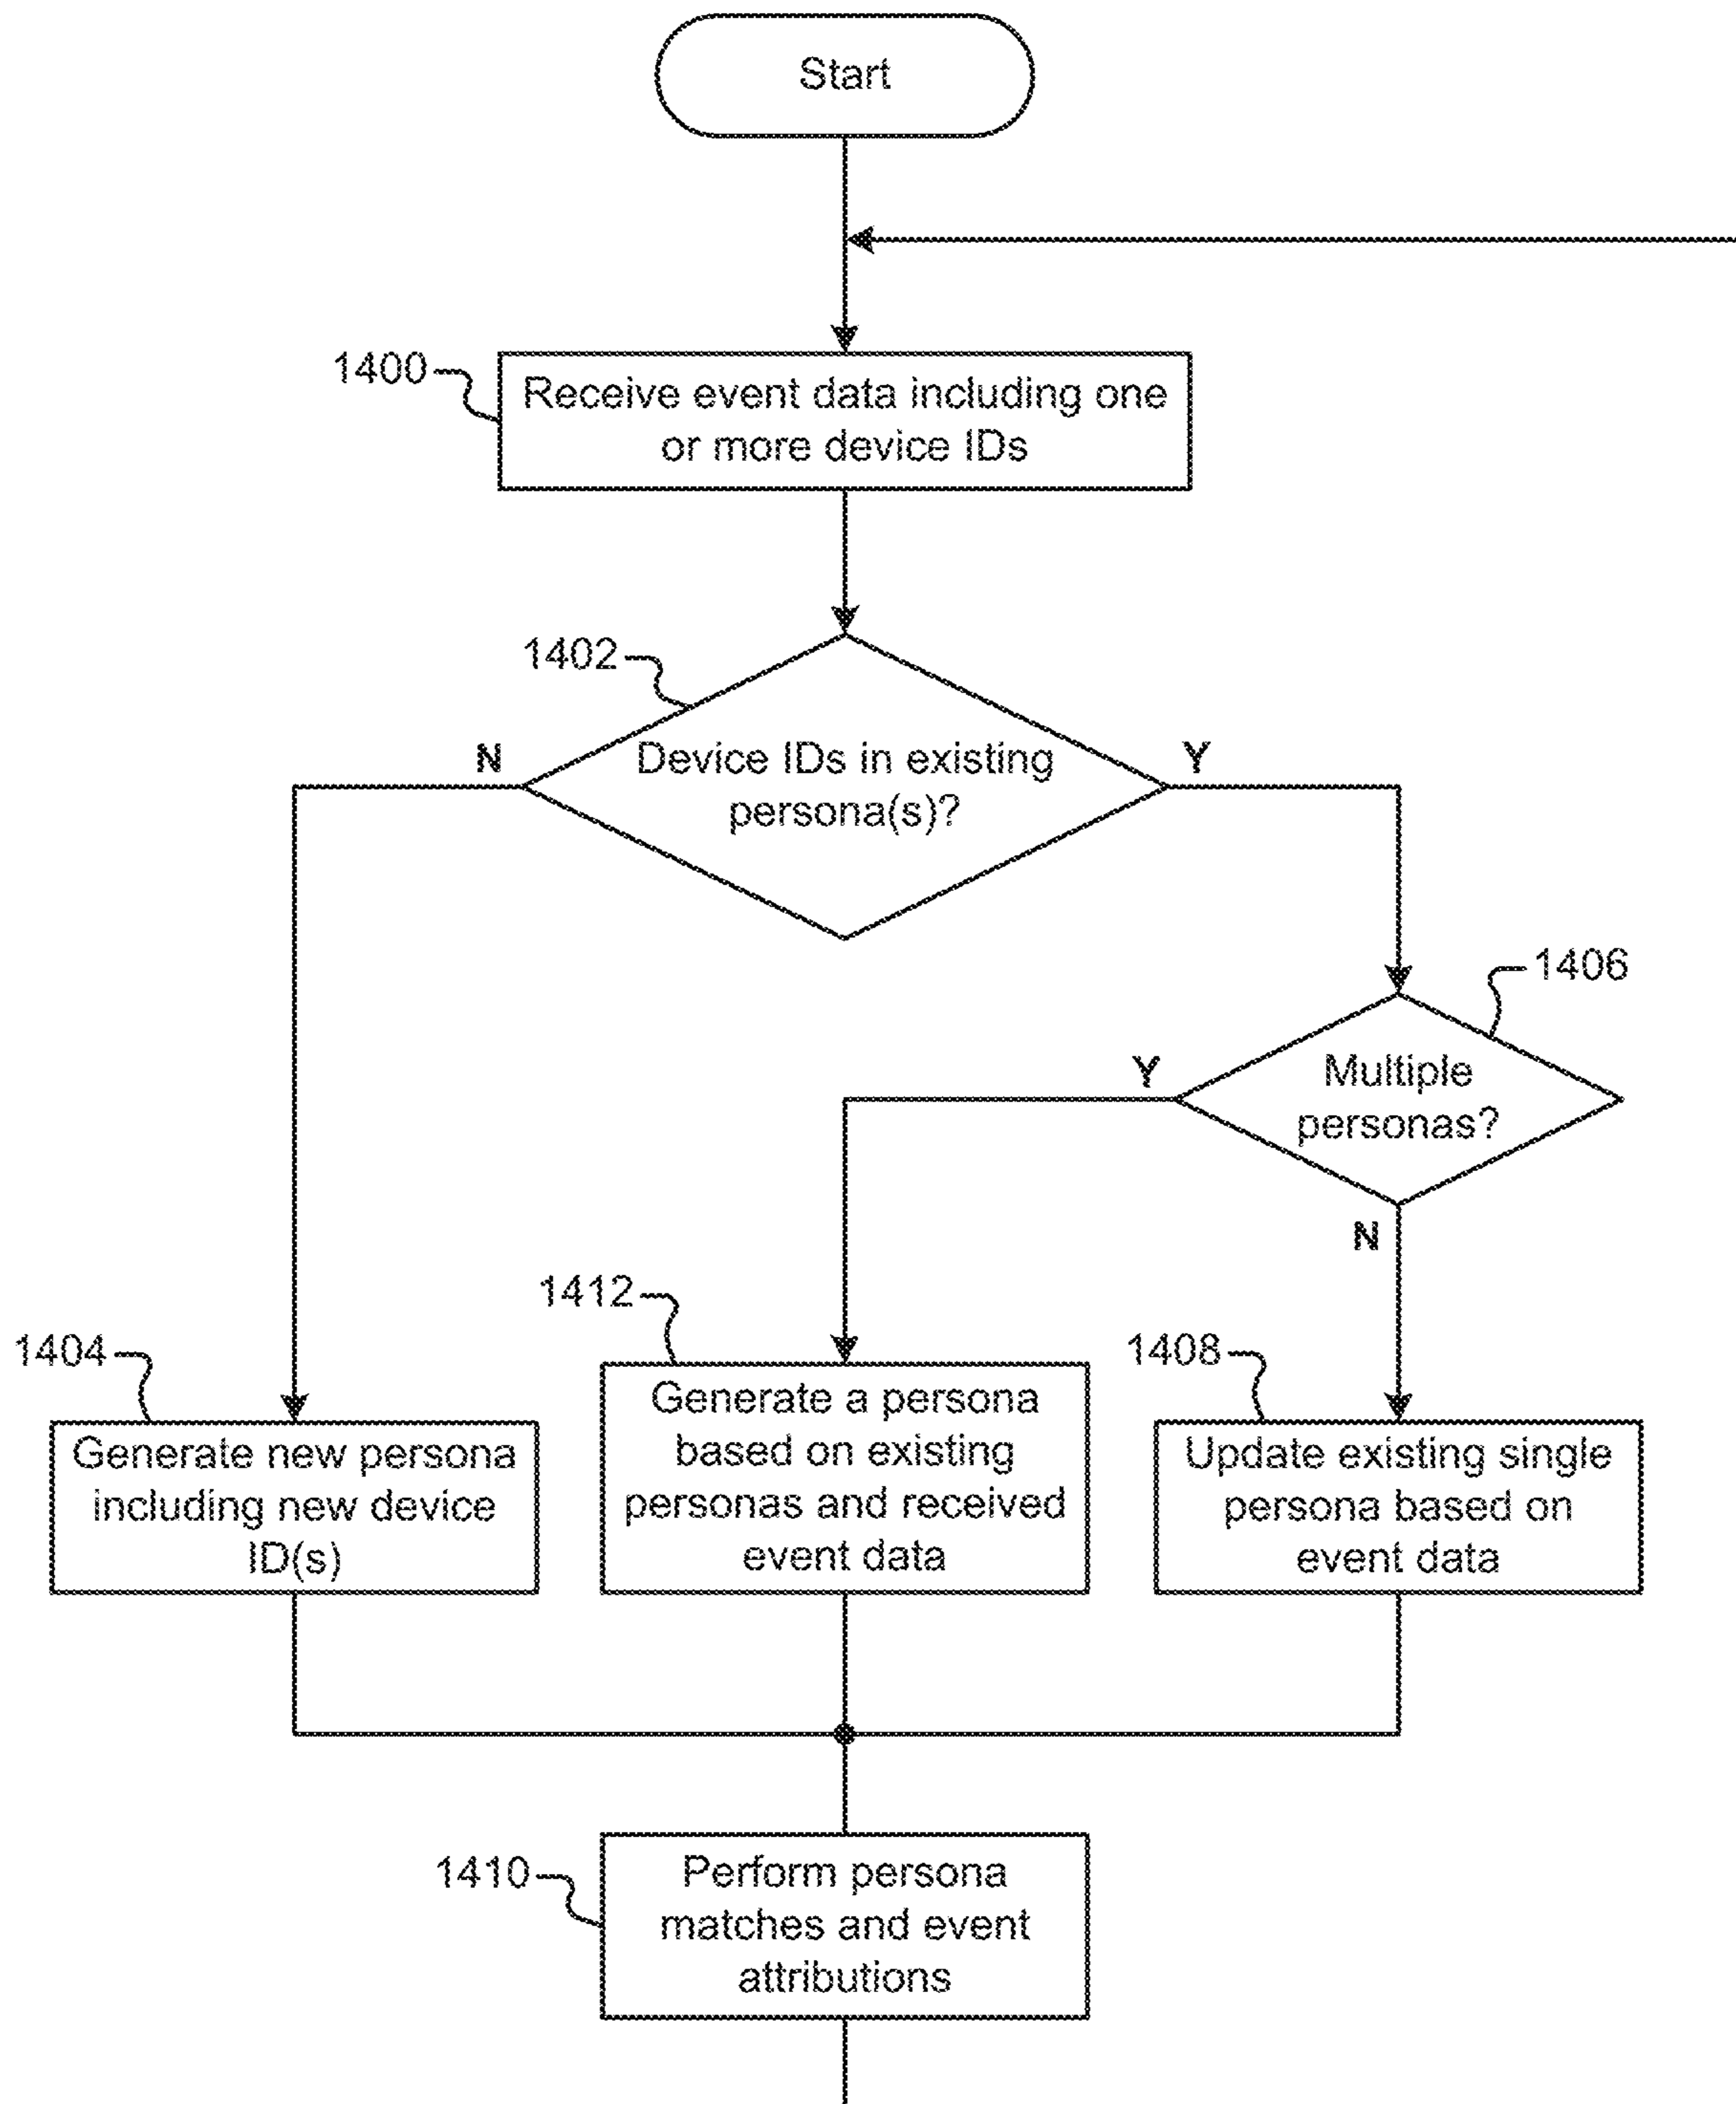 Start
1400
Receive event data including one
or more device IDs
1402
N
Device IDs in existing
persona(s)?
Y
1406
Y
Multiple
personas?
N
1412
1404
1408
Generate a persona
based on existing
personas and received
event data
Generate new persona
including new device
ID(s)
Update existing single
persona based on
event data
1410
Perform persona
matches and event
attributions